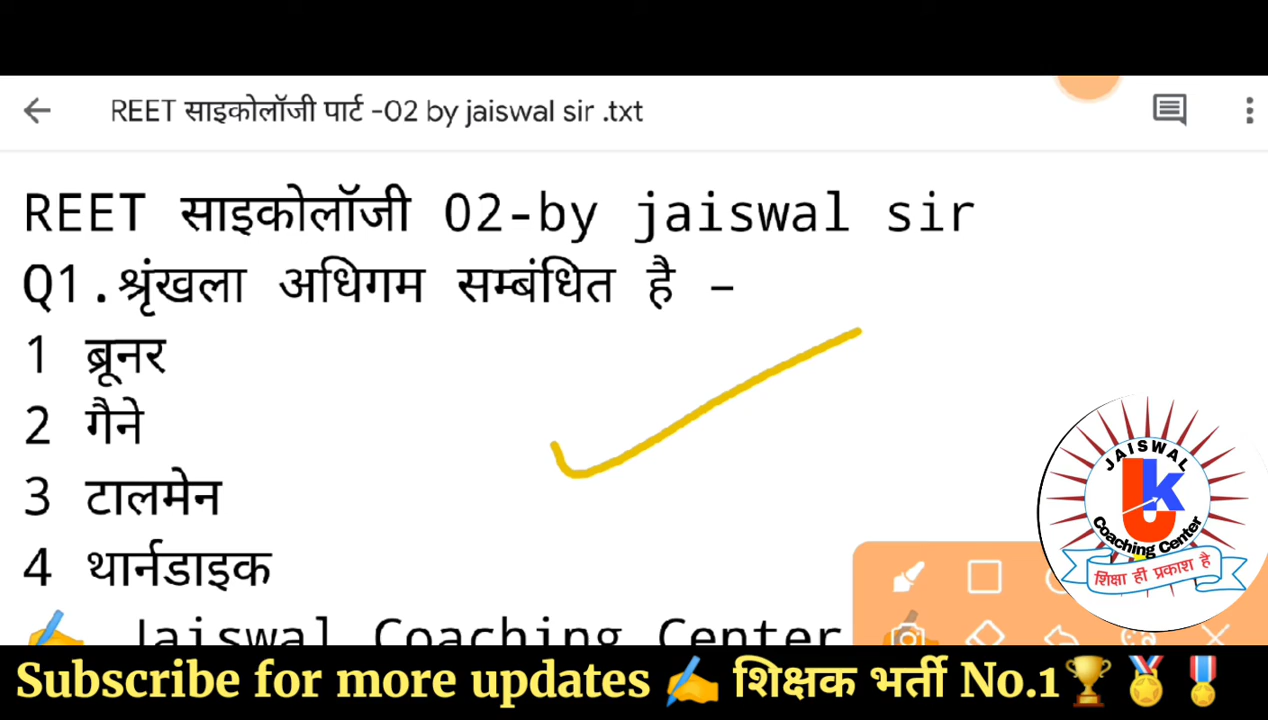 REET साइकोलॉजी पार्ट -02 by jaiswal sir .txt
REET साइकोलॉजी 02-by jaiswal sir
Q1.श्रृंखला अधिगम सम्बंधित है –
1 ब्रूनर
2 गैने
3 टालमेन
4 थार्नडाइक
✍️ Jaiswal Coaching Center ✍️
JAISWAL
JK
Coaching Center
शिक्षा ही प्रकाश है
Subscribe for more updates ✍️ शिक्षक भर्ती No.1🏆🏅🎖️